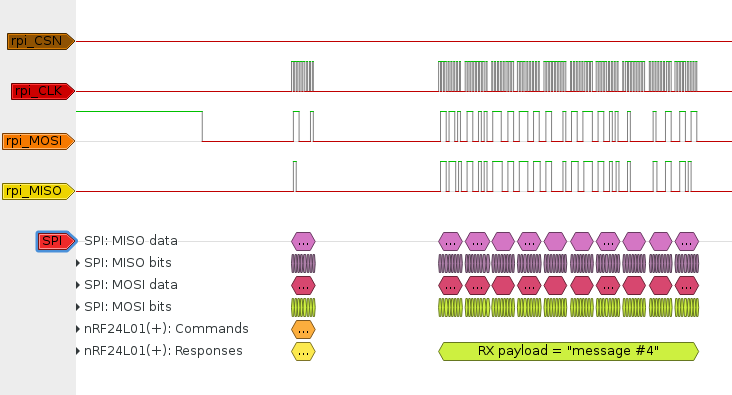 rpi_CSN
rpi_CLK
rpi_MOSI
rpi_MISO
SPI SPI: MISO data ... ... ... ... ... ... ...
SPI: MISO bits
SPI: MOSI data ... ... ... ... ... ... ...
SPI: MOSI bits
nRF24L01(+): Commands ...
nRF24L01(+): Responses ... RX payload = "message #4"